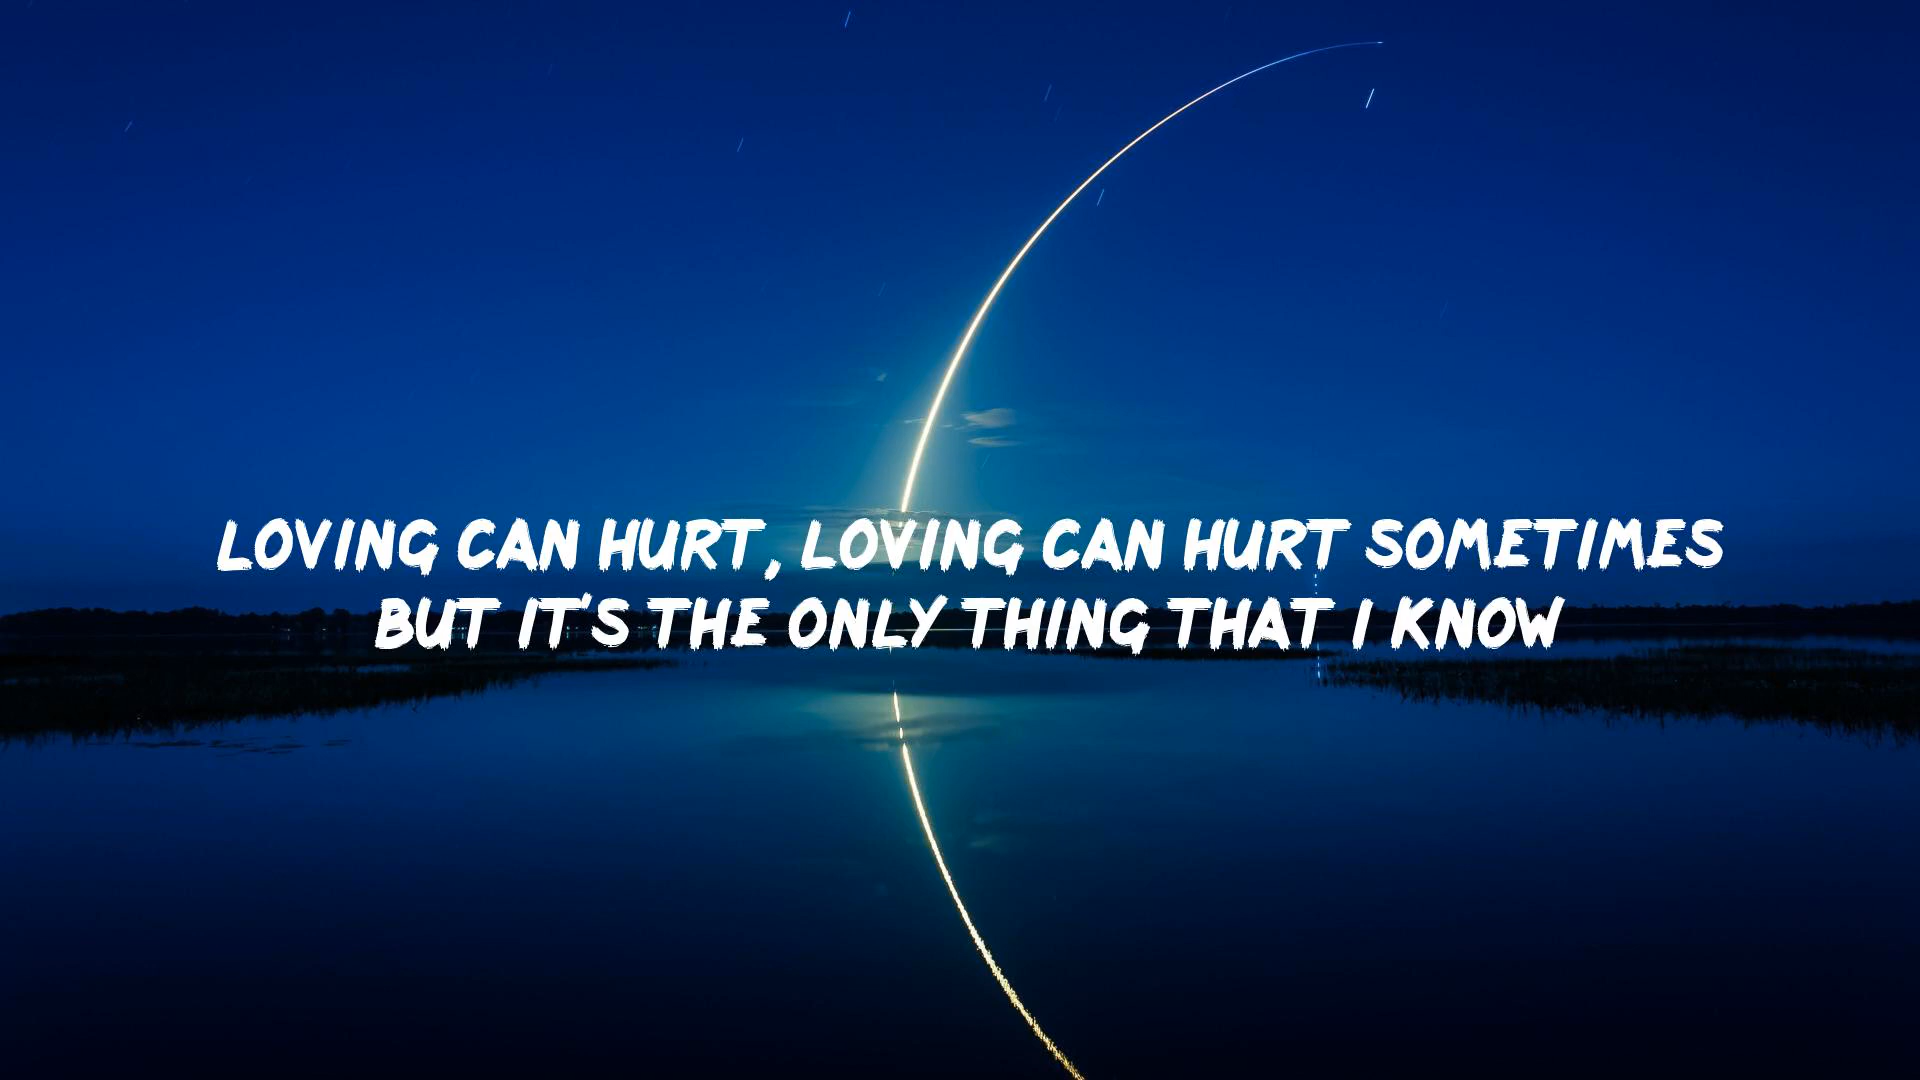 LOVING CAN HURT, LOVING CAN HURT SOMETIMES
BUT IT'S THE ONLY THING THAT I KNOW